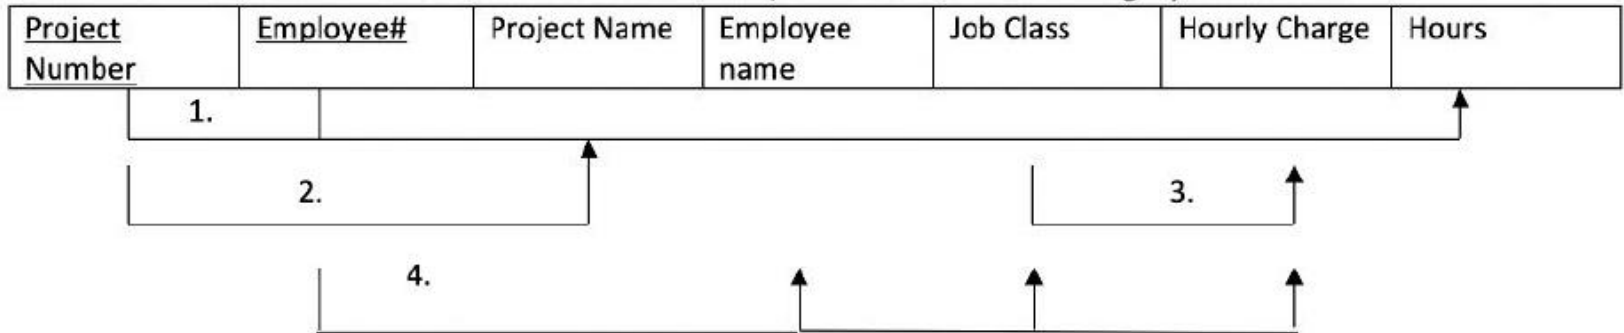 Project Number
Employee#
Project Name
Employee name
Job Class
Hourly Charge
Hours
1.
2.
3.
4.